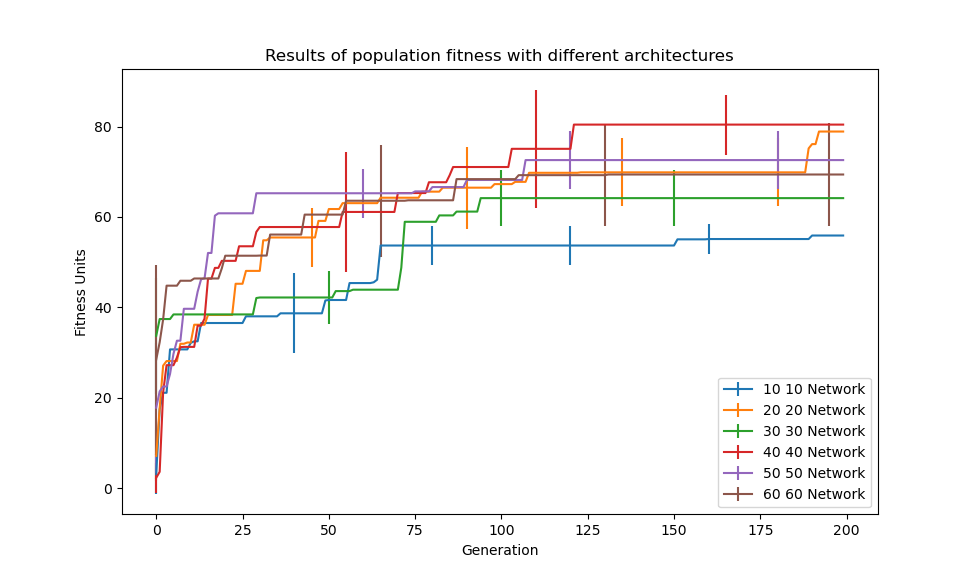 Results of population fitness with different architectures
Fitness Units
80
60
40
20
0
0 25 50 75 100 125 150 175 200
Generation
10 10 Network
20 20 Network
30 30 Network
40 40 Network
50 50 Network
60 60 Network